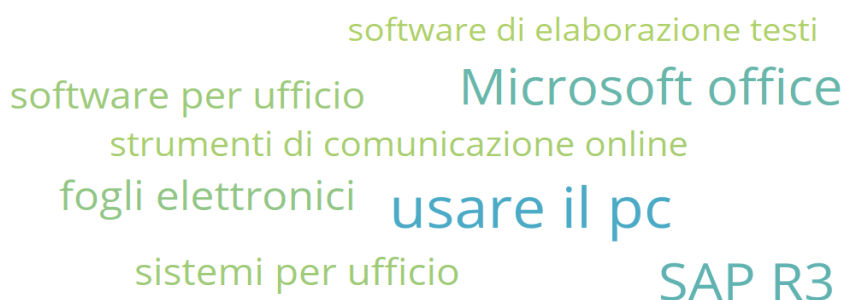 software di elaborazione testi
software per ufficio
Microsoft office
strumenti di comunicazione online
fogli elettronici
usare il pc
sistemi per ufficio
SAP R3